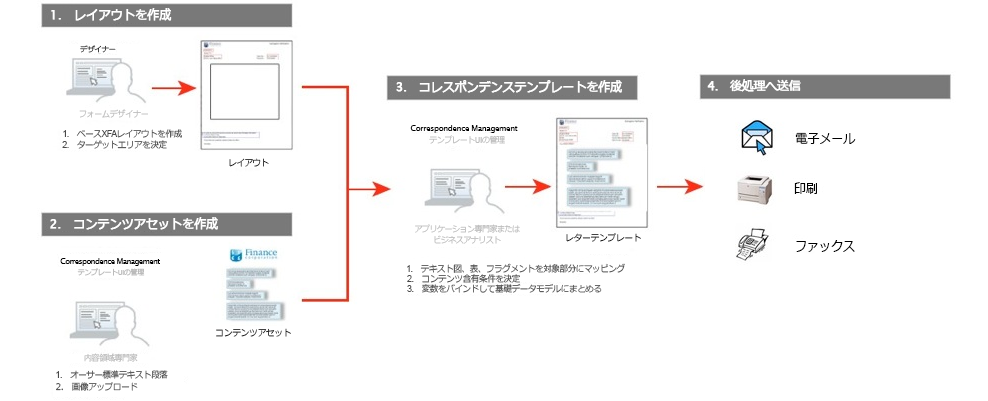 1. レイアウトを作成
デザイナー
フォームデザイナー
1. ベースXFAレイアウトを作成
2. ターゲットエリアを決定
レイアウト
2. コンテンツアセットを作成
Correspondence Management
テンプレートUIの管理
内容領域専門家
1. オーサー標準テキスト段落
2. 画像アップロード
Finance
corporation
コンテンツアセット
3. コレスポンデンステンプレートを作成
Correspondence Management
テンプレートUIの管理
アプリケーション専門家または
ビジネスアナリスト
レターテンプレート
1. テキスト図、表、フラグメントを対象部分にマッピング
2. コンテンツ含有条件を決定
3. 変数をバインドして基礎データモデルにまとめる
4. 後処理へ送信
電子メール
印刷
ファックス